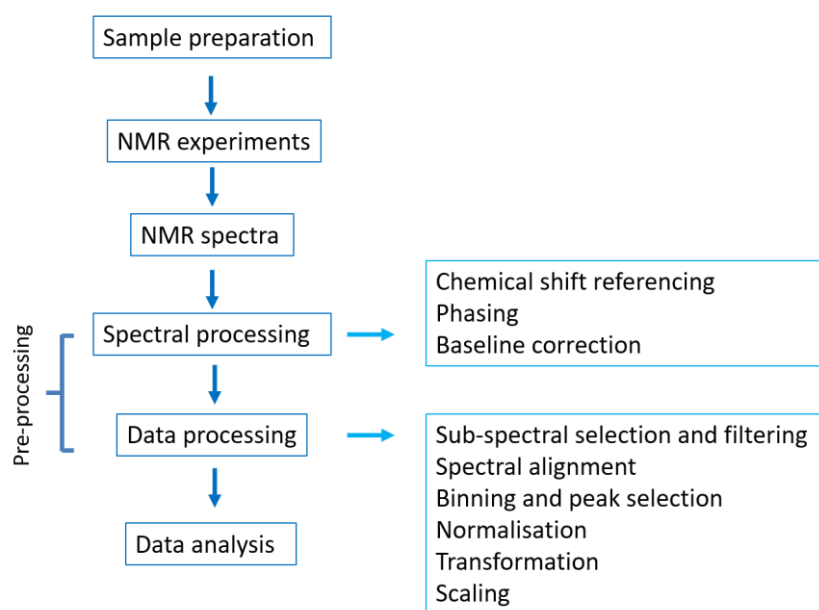 Sample preparation
NMR experiments
NMR spectra
Spectral processing
Chemical shift referencing
Phasing
Baseline correction
Pre-processing
Data processing
Sub-spectral selection and filtering
Spectral alignment
Binning and peak selection
Normalisation
Transformation
Scaling
Data analysis